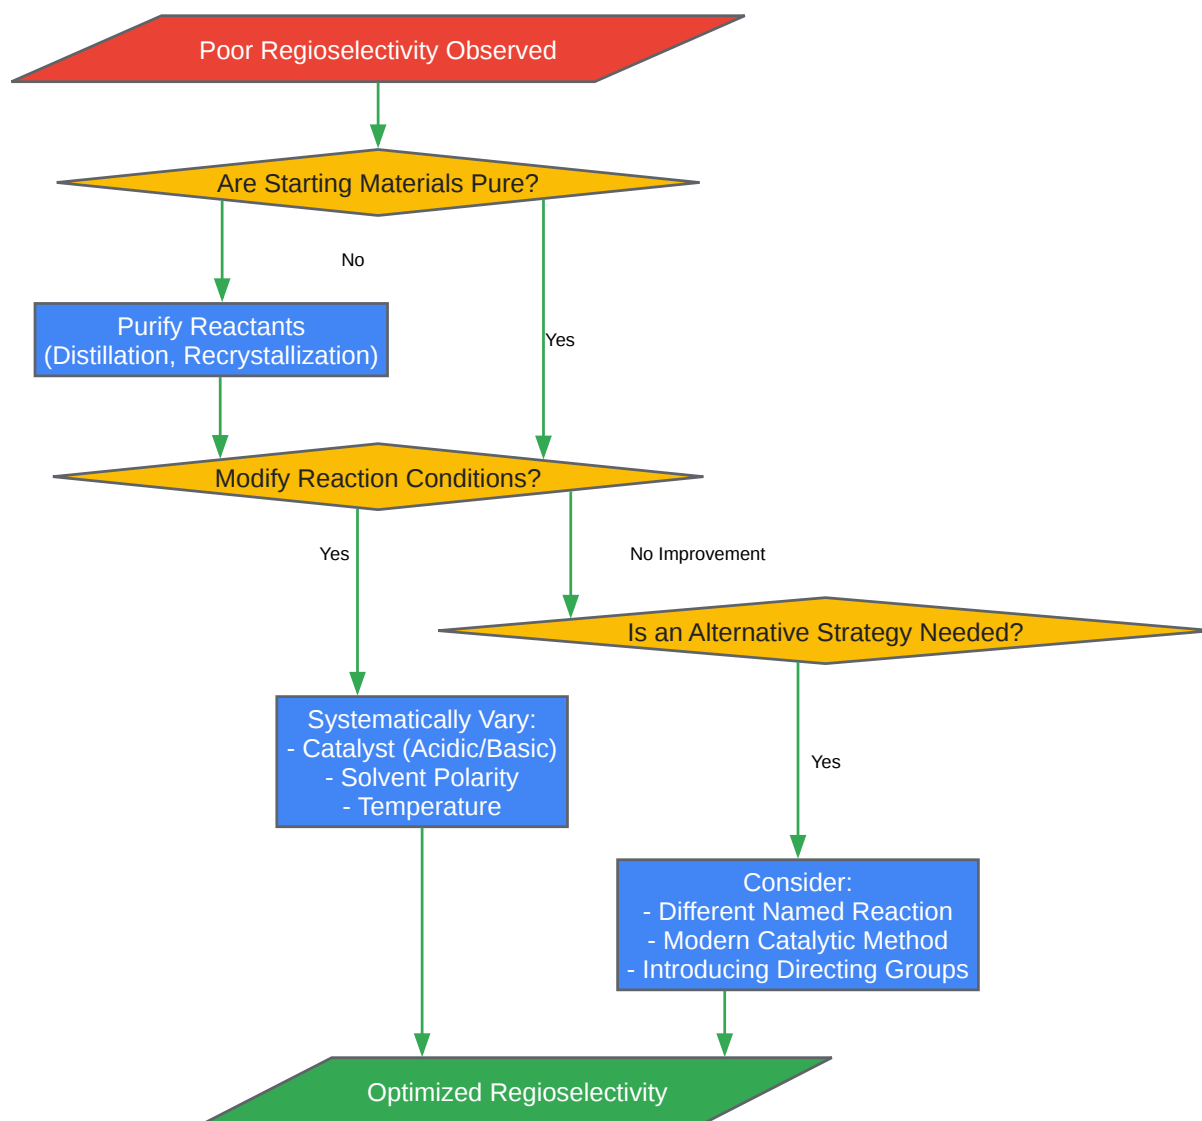 Poor Regioselectivity Observed
Are Starting Materials Pure?
No
Purify Reactants
(Distillation, Recrystallization)
Yes
Modify Reaction Conditions?
Yes
No Improvement
Is an Alternative Strategy Needed?
Systematically Vary:
- Catalyst (Acidic/Basic)
- Solvent Polarity
- Temperature
Yes
Consider:
- Different Named Reaction
- Modern Catalytic Method
- Introducing Directing Groups
Optimized Regioselectivity